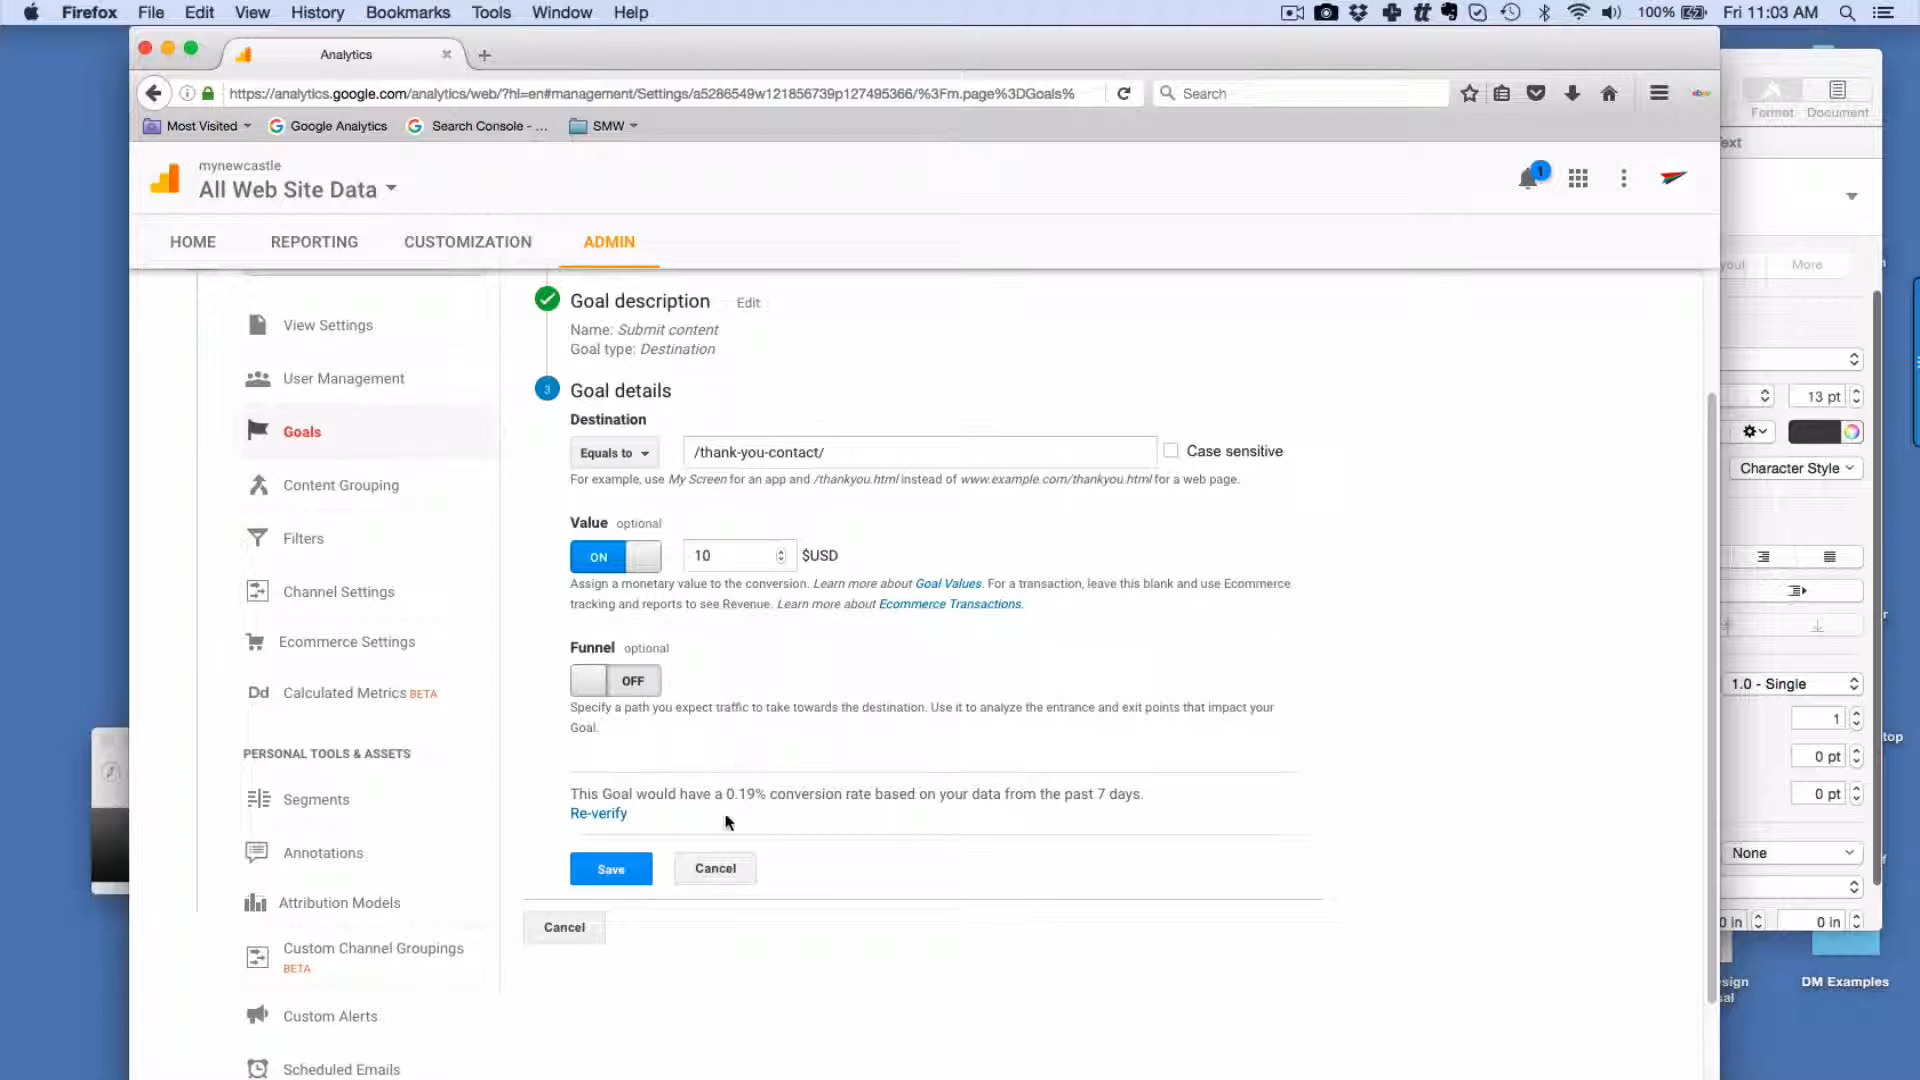 Firefox File Edit View History Bookmarks Tools Window Help 100% Fri 11:03 AM
Analytics
https://analytics.google.com/analytics/web/?hl=en#management/Settings/a5286549w121856739p127495366/%3Fm.page%3DGoals%
Search
Most Visited Google Analytics Search Console - ... SMW
Format Document
mynewcastle
All Web Site Data
1
HOME REPORTING CUSTOMIZATION ADMIN
More
View Settings
User Management
Goals
Content Grouping
Filters
Channel Settings
Ecommerce Settings
Dd Calculated Metrics BETA
PERSONAL TOOLS & ASSETS
Segments
Annotations
Attribution Models
Custom Channel Groupings
BETA
Custom Alerts
Scheduled Emails
Goal description Edit
Name: Submit content
Goal type: Destination
3 Goal details
Destination
Equals to /thank-you-contact/ Case sensitive
For example, use My Screen for an app and /thankyou.html instead of www.example.com/thankyou.html for a web page.
Value optional
ON 10 $USD
Assign a monetary value to the conversion. Learn more about Goal Values. For a transaction, leave this blank and use Ecommerce
tracking and reports to see Revenue. Learn more about Ecommerce Transactions.
Funnel optional
OFF
Specify a path you expect traffic to take towards the destination. Use it to analyze the entrance and exit points that impact your
Goal.
This Goal would have a 0.19% conversion rate based on your data from the past 7 days.
Re-verify
Save Cancel
Cancel
13 pt
Character Style
1.0 - Single
1
0 pt
0 pt
None
0 in 0 in
DM Examples